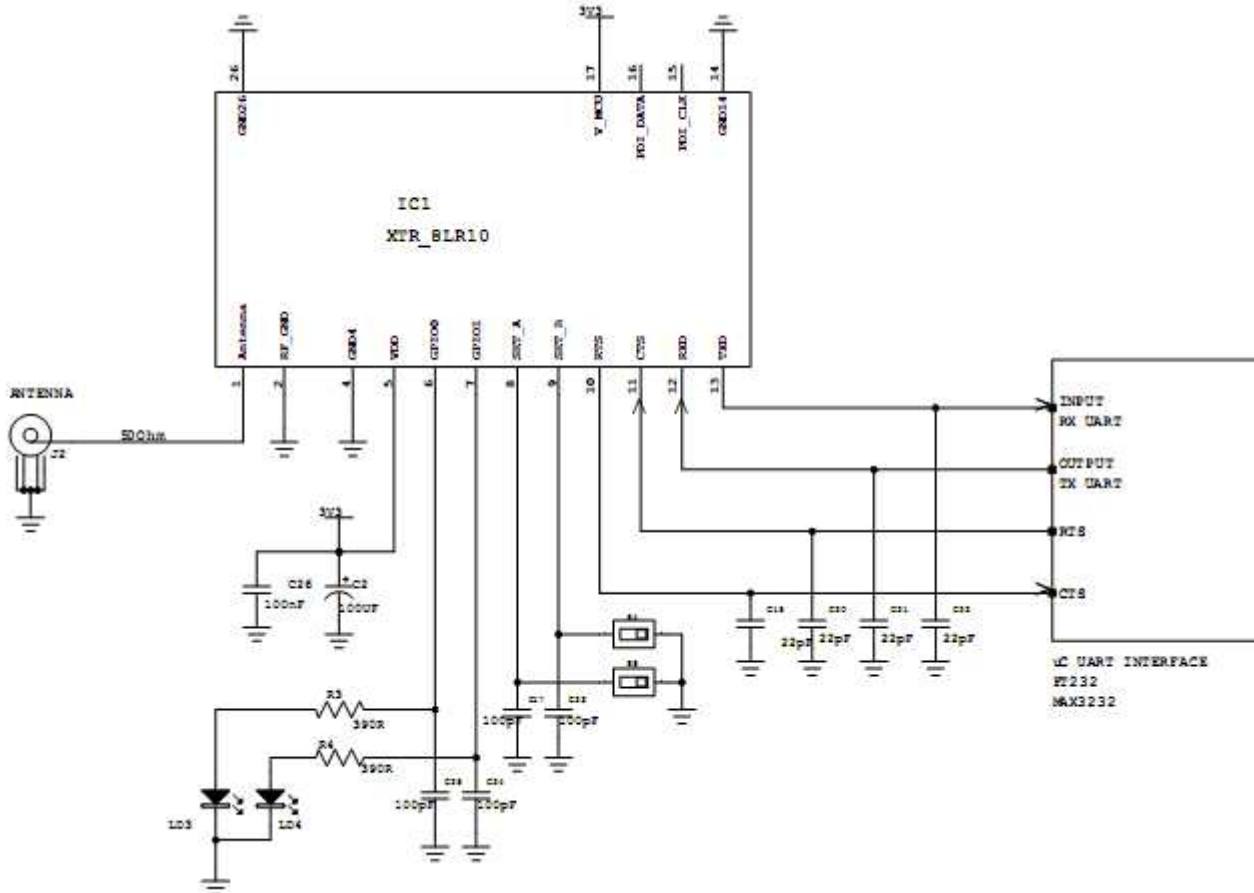 3V3
26
17
16
15
14
GND26
V_MCU
PDI_DATA
PDI_CLK
GND14
IC1
XTR_8LR10
Antenna
RF_GND
GND4
VDD
GPIO0
GPIO1
SET_A
SET_B
RTS
CTS
RXD
TXD
1
2
4
5
6
7
8
9
10
11
12
13
ANTENNA
50Ohm
J2
INPUT
RX UART
OUTPUT
TX UART
RTS
CTS
3V3
C26
100nF
+
C2
100UF
22pF
22pF
22pF
uC UART INTERFACE
FT232
MAX3232
R3
390R
R4
390R
100pF
100pF
100pF
100pF
LD3
LD4